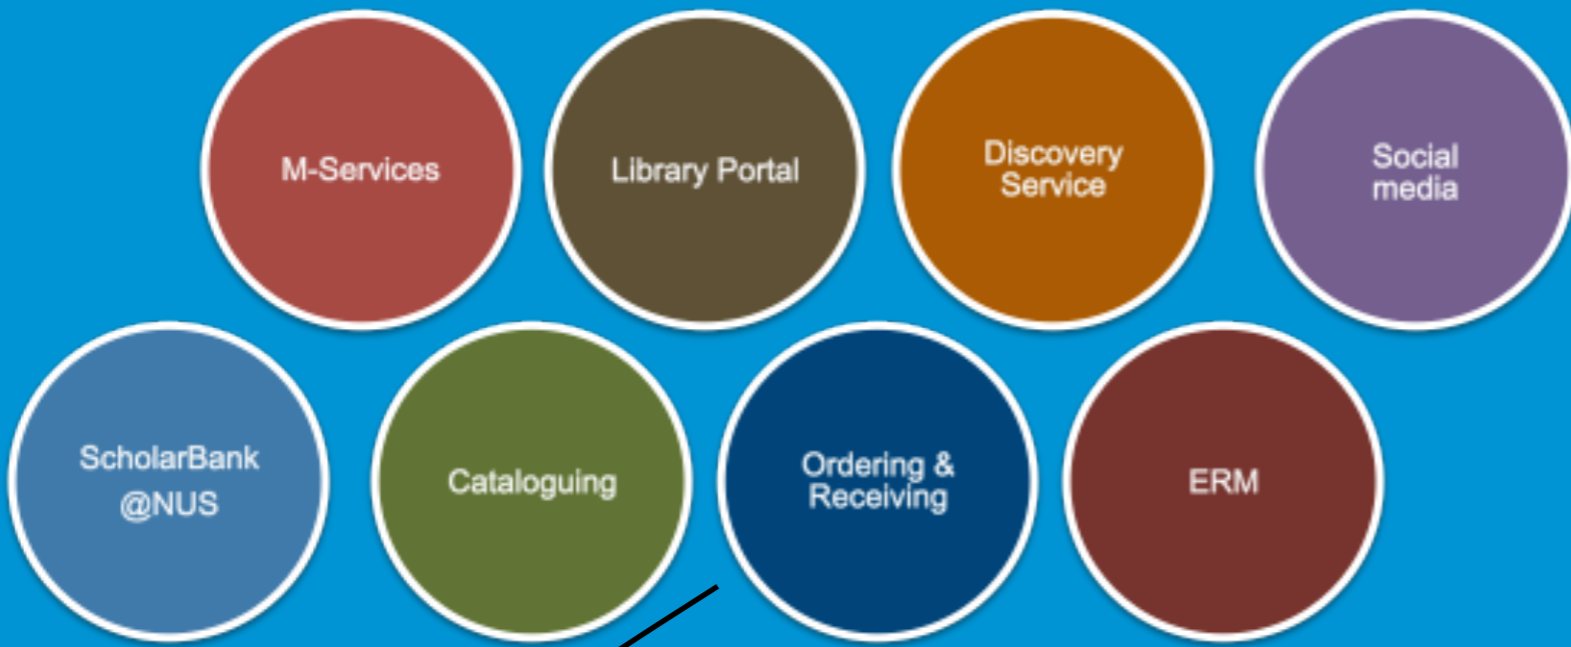 M-Services
Library Portal
Discovery
Service
Social
media
ScholarBank
@NUS
Cataloguing
Ordering &
Receiving
ERM